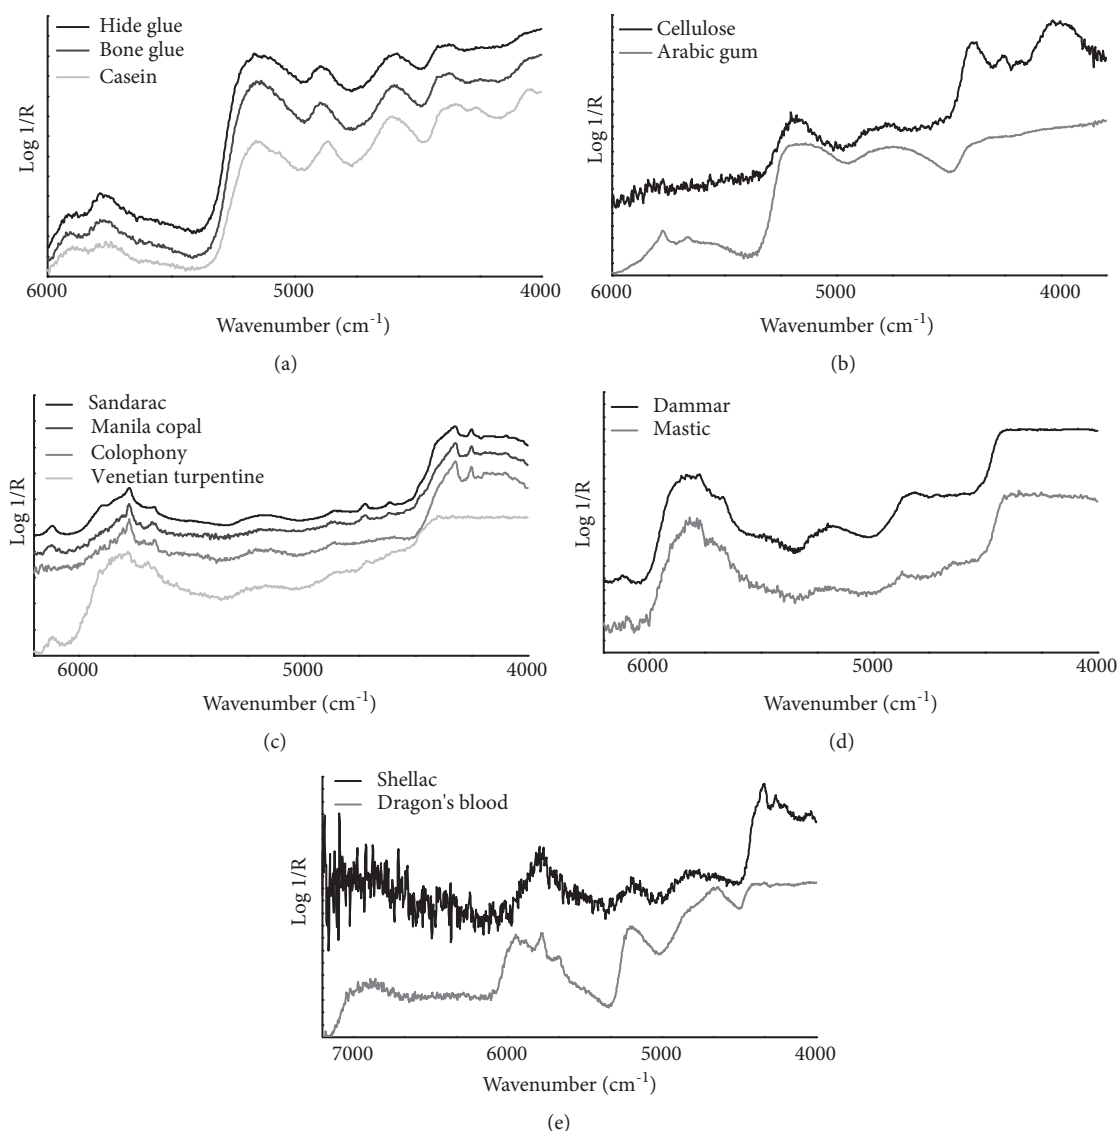 Hide glue
Bone glue
Casein
Log 1/R
6000 5000 4000
Wavenumber (cm-1)
(a)
Cellulose
Arabic gum
Log 1/R
6000 5000 4000
Wavenumber (cm-1)
(b)
Sandarac
Manila copal
Colophony
Venetian turpentine
Log 1/R
6000 5000 4000
Wavenumber (cm-1)
(c)
Dammar
Mastic
Log 1/R
6000 5000 4000
Wavenumber (cm-1)
(d)
Shellac
Dragon's blood
Log 1/R
7000 6000 5000 4000
Wavenumber (cm-1)
(e)